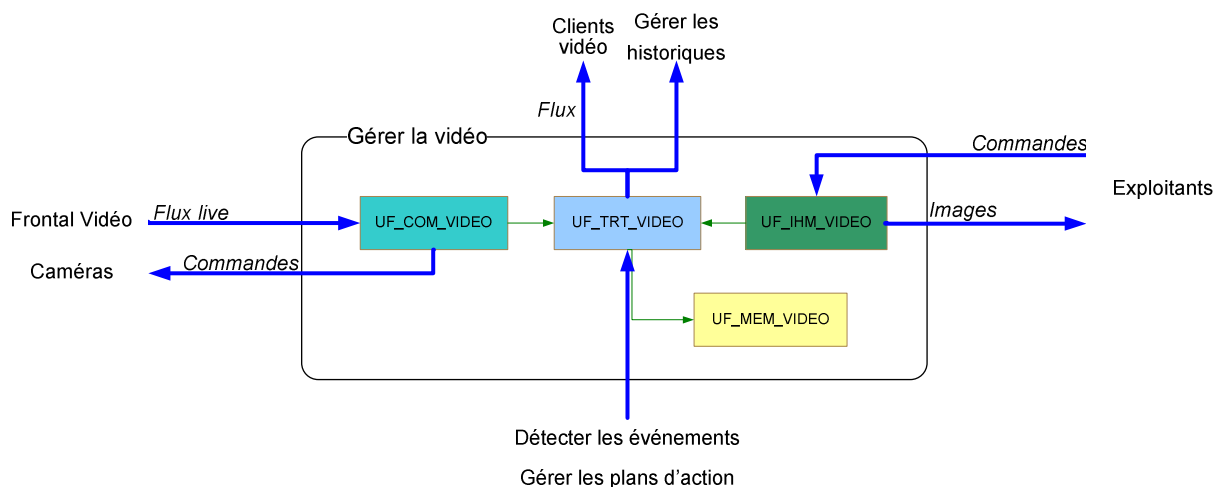 Clients
vidéo
Gérer les
historiques
Flux
Gérer la vidéo
Commandes
Exploitants
Frontal Vidéo
Flux live
UF_COM_VIDEO
UF_TRT_VIDEO
UF_IHM_VIDEO
Images
Caméras
Commandes
UF_MEM_VIDEO
Détecter les événements
Gérer les plans d'action